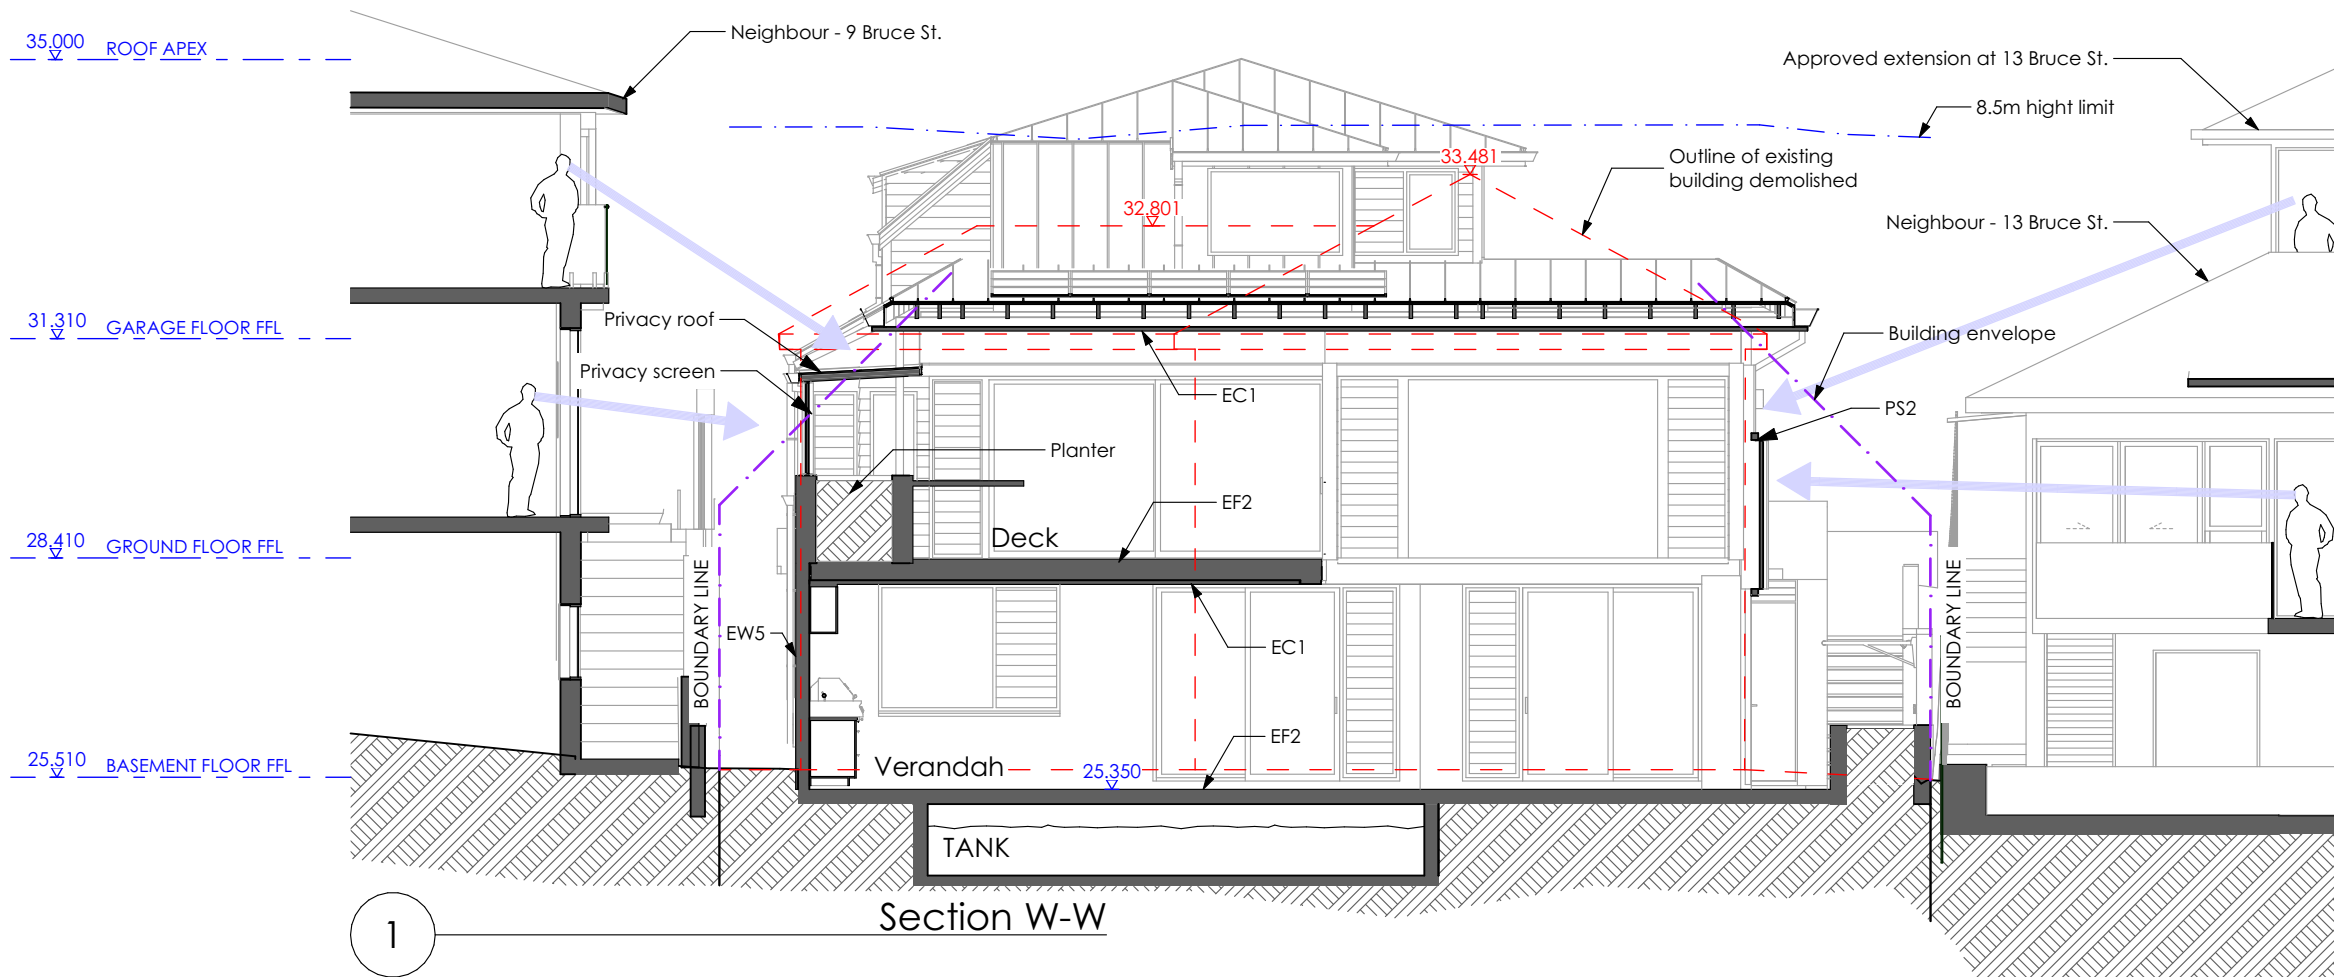 35.000 ROOF APEX
Neighbour - 9 Bruce St.
Approved extension at 13 Bruce St.
8.5m hight limit
33.481
Outline of existing
building demolished
32.801
Neighbour - 13 Bruce St.
31.310 GARAGE FLOOR FFL
Privacy roof
Building envelope
Privacy screen
EC1
PS2
Planter
EF2
Deck
28.410 GROUND FLOOR FFL
BOUNDARY LINE
BOUNDARY LINE
EW5
EC1
EF2
25.510 BASEMENT FLOOR FFL
Verandah
25.350
TANK
1
Section W-W